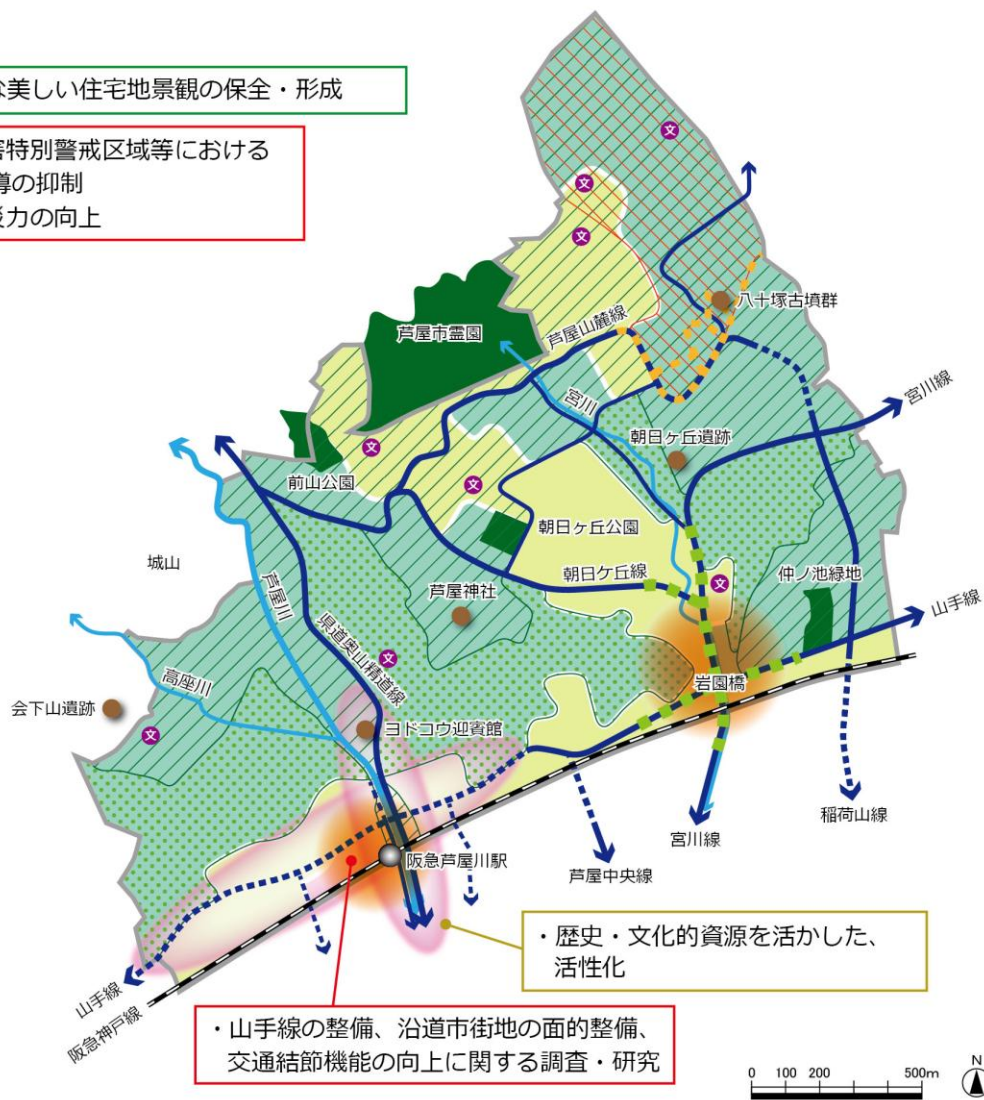 な美しい住宅地景観の保全・形成
害特別警戒区域等における
導の抑制
災力の向上
文
文
文
八十塚古墳群
芦屋山麓線
芦屋市霊園
宮川
宮川線
朝日ヶ丘遺跡
文
前山公園
文
朝日ヶ丘公園
城山
朝日ケ丘線
文
仲ノ池緑地
芦屋川
芦屋神社
山手線
県道奥山精道線
文
高座川
岩園橋
会下山遺跡
文
ヨドコウ迎賓館
稲荷山線
宮川線
阪急芦屋川駅
芦屋中央線
・歴史・文化的資源を活かした、
活性化
山手線
阪急神戸線
・山手線の整備、沿道市街地の面的整備、
交通結節機能の向上に関する調査・研究
0 100 200 500m
N